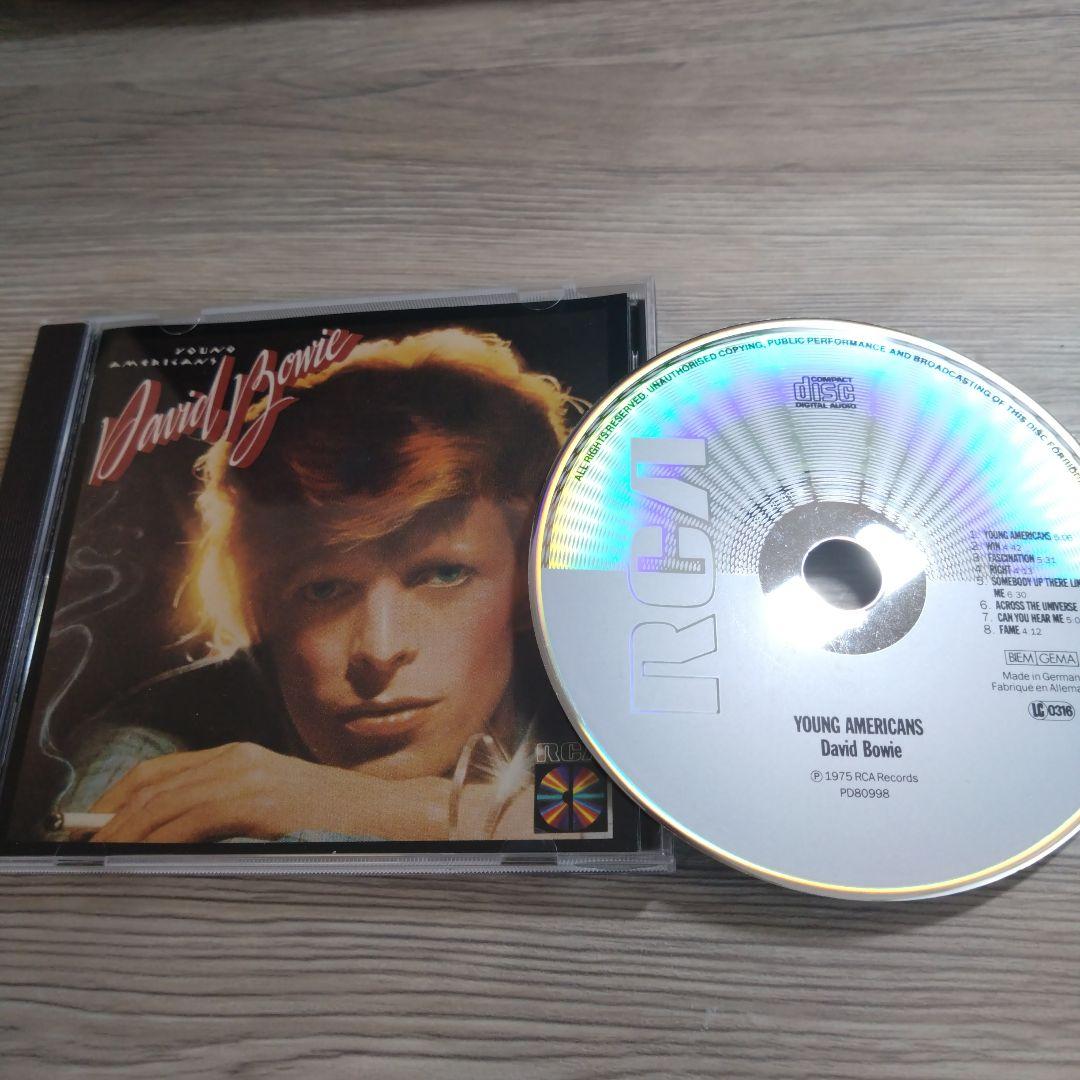 YOUNG
AMERICANS
David Bowie
RCA
ALL RIGHTS RESERVED. UNAUTHORISED COPYING, PUBLIC PERFORMANCE AND BROADCASTING OF THIS DISC
COMPACT
disc
DIGITAL AUDIO
RCA
1. YOUNG AMERICANS 5.06
2. WIN 4.42
3. FASCINATION 5.31
4. RIGHT 4.13
5. SOMEBODY UP THERE
ME 6.30
6. ACROSS THE UNIVERSE
7. CAN YOU HEAR ME
8. FAME 4.12
BIEM GEMA
Made in German
Fabrique en Allema
LC 0316
YOUNG AMERICANS
David Bowie
Ⓟ 1975 RCA Records
PD80998